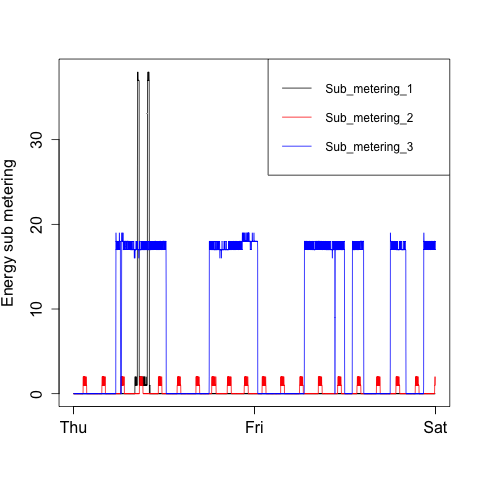 Sub_metering_1
Sub_metering_2
Sub_metering_3
Energy sub metering
30
20
10
0
Thu
Fri
Sat